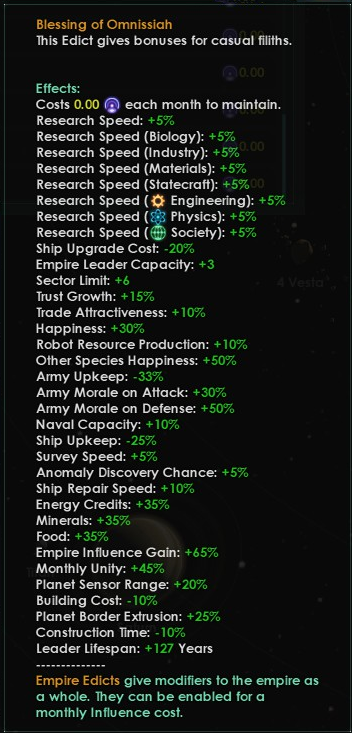 Blessing of Omnissiah
This Edict gives bonuses for casual filiths.
Effects:
Costs 0.00 each month to maintain.
Research Speed: +5%
Research Speed (Biology): +5%
Research Speed (Industry): +5%
Research Speed (Materials): +5%
Research Speed (Statecraft): +5%
Research Speed ( Engineering): +5%
Research Speed ( Physics): +5%
Research Speed ( Society): +5%
Ship Upgrade Cost: -20%
Empire Leader Capacity: +3
Sector Limit: +6
Trust Growth: +15%
Trade Attractiveness: +10%
Happiness: +30%
Robot Resource Production: +10%
Other Species Happiness: +50%
Army Upkeep: -33%
Army Morale on Attack: +30%
Army Morale on Defense: +50%
Naval Capacity: +10%
Ship Upkeep: -25%
Survey Speed: +5%
Anomaly Discovery Chance: +5%
Ship Repair Speed: +10%
Energy Credits: +35%
Minerals: +35%
Food: +35%
Empire Influence Gain: +65%
Monthly Unity: +45%
Planet Sensor Range: +20%
Building Cost: -10%
Planet Border Extrusion: +25%
Construction Time: -10%
Leader Lifespan: +127 Years
--------------
Empire Edicts give modifiers to the empire as
a whole. They can be enabled for a
monthly Influence cost.
0.00
0.00
4 Vesta